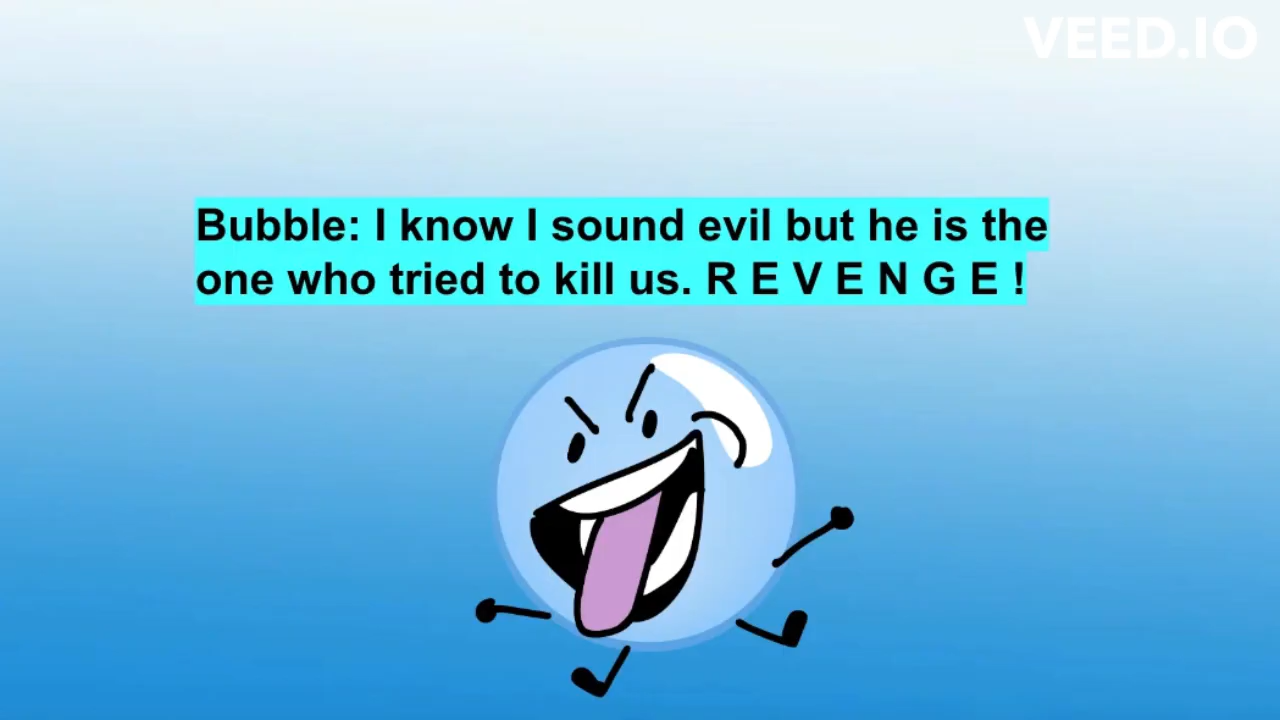 VEED.IO
Bubble: I know I sound evil but he is the
one who tried to kill us. R E V E N G E !